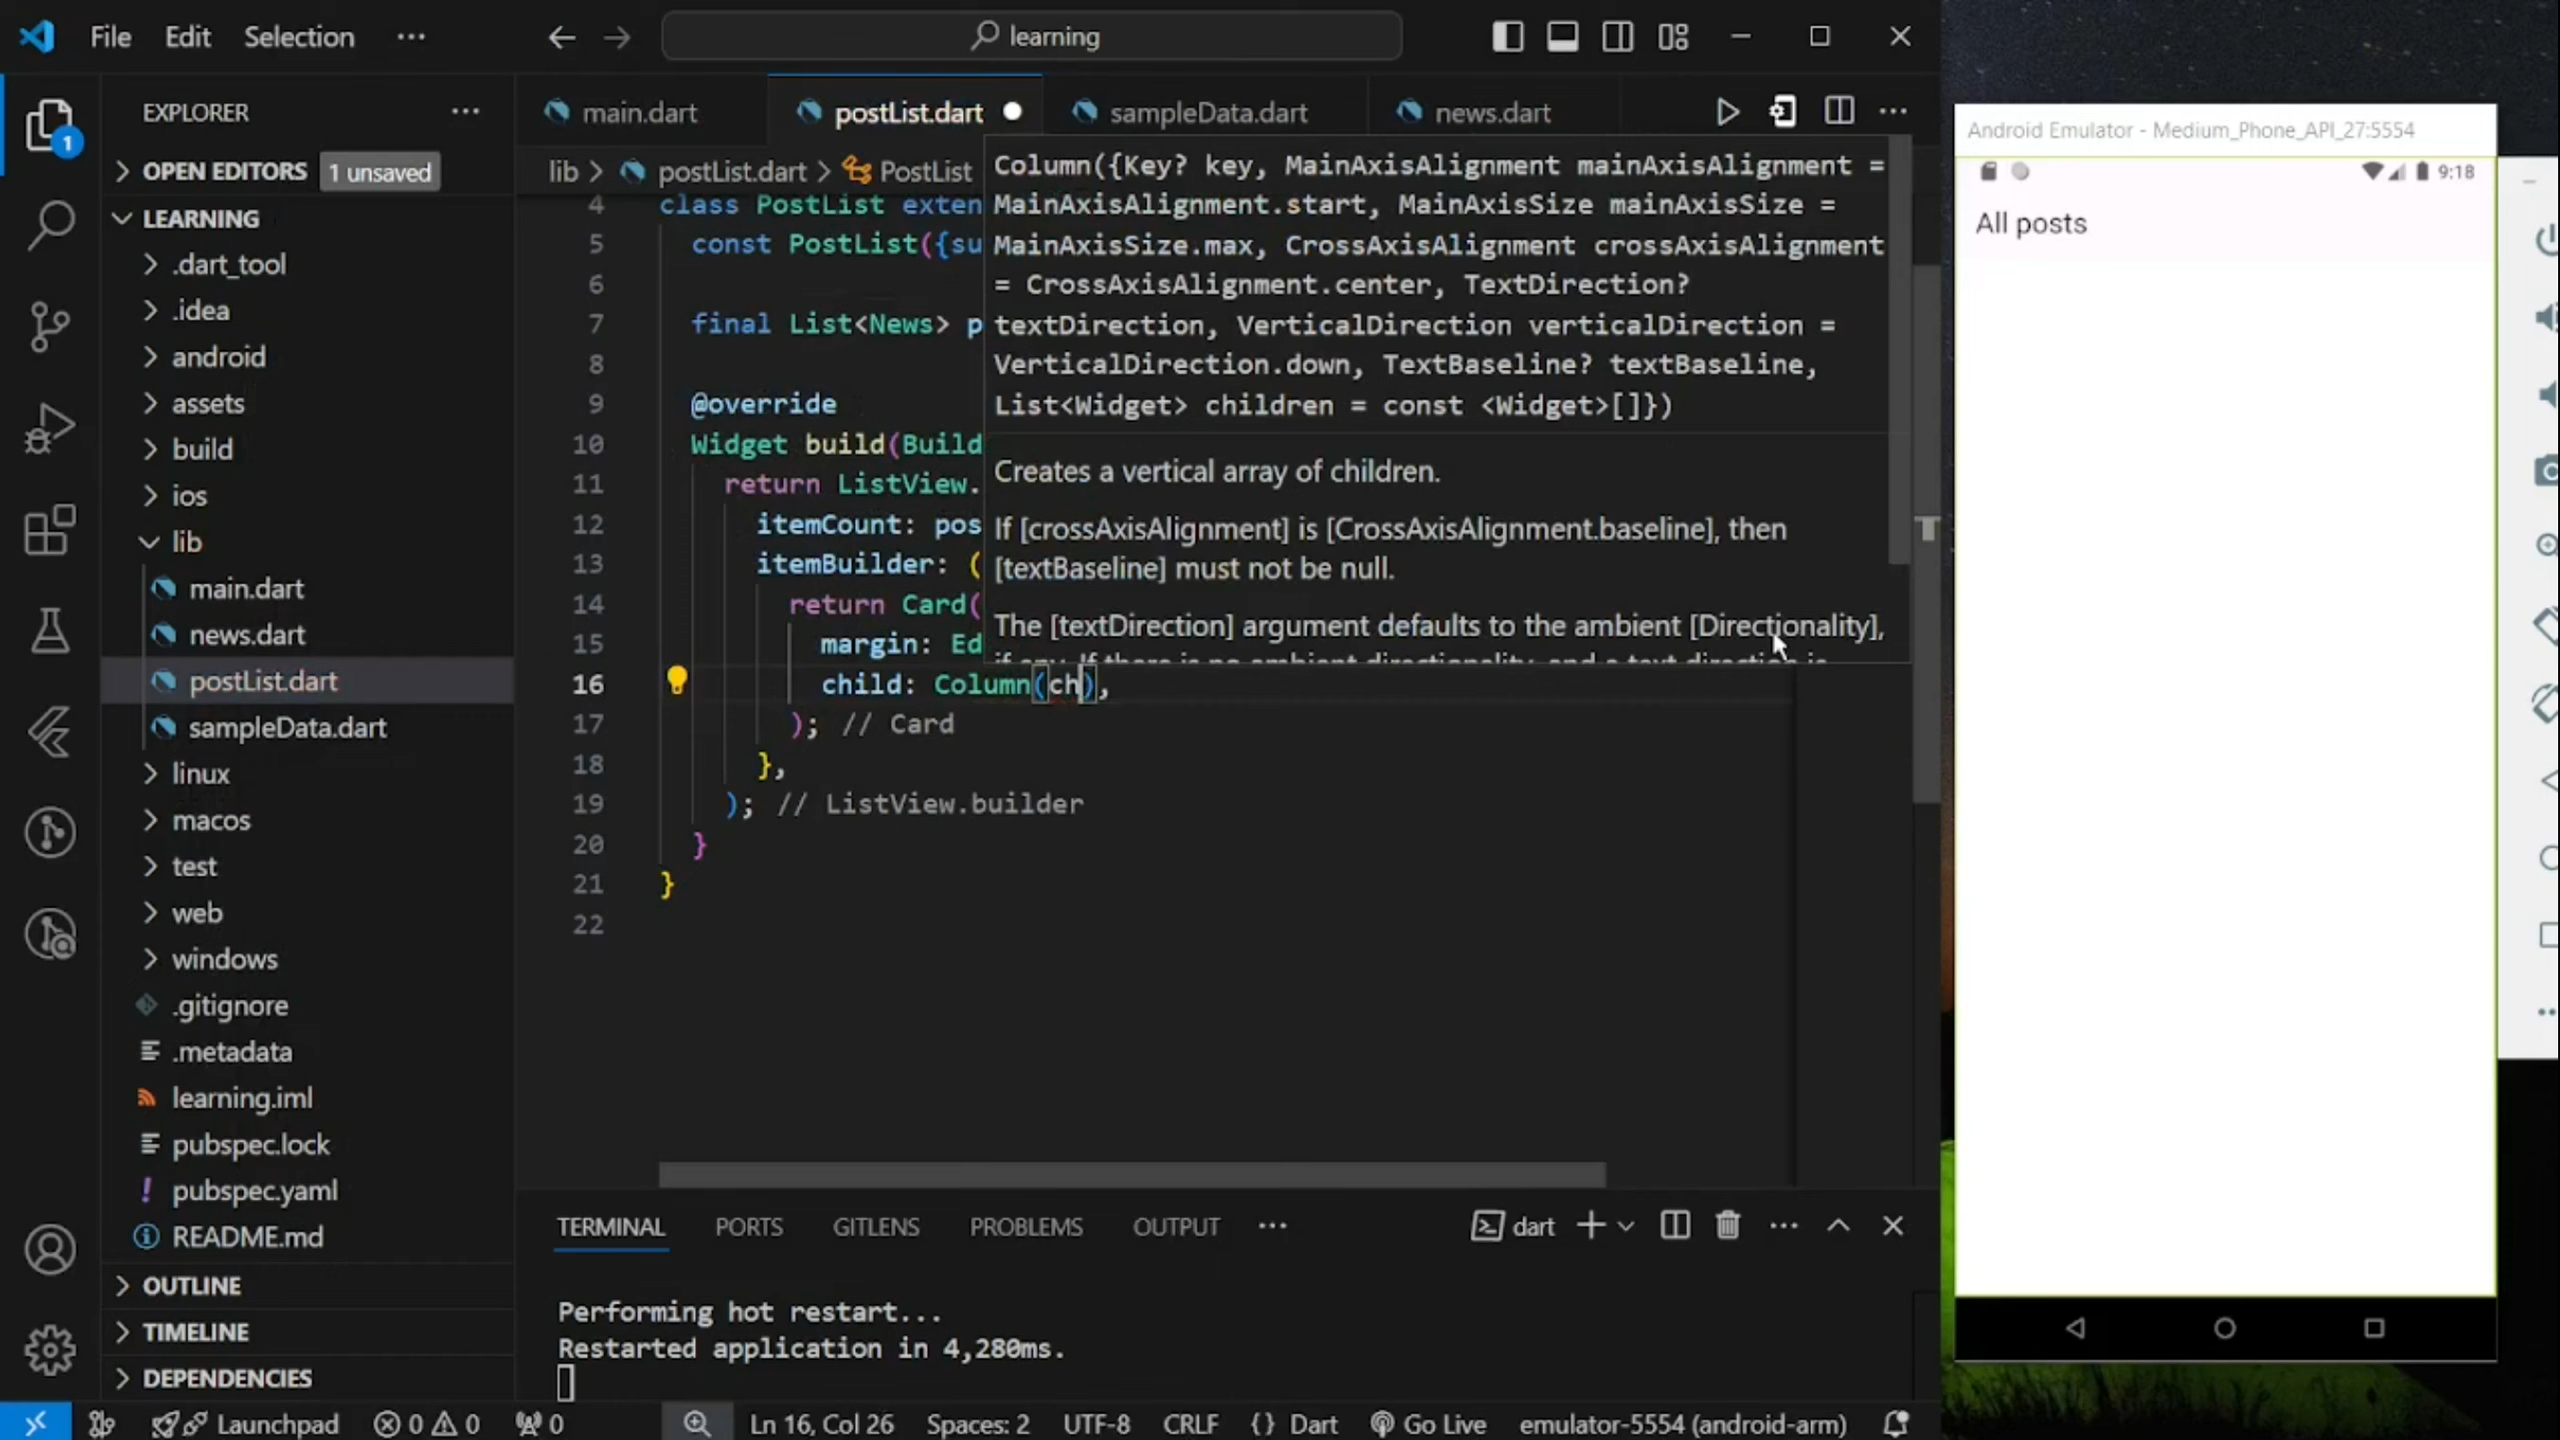 File Edit Selection ···
learning
EXPLORER ···
OPEN EDITORS 1 unsaved
LEARNING
.dart_tool
.idea
android
assets
build
ios
lib
main.dart
news.dart
postList.dart
sampleData.dart
linux
macos
test
web
windows
.gitignore
.metadata
learning.iml
pubspec.lock
pubspec.yaml
README.md
OUTLINE
TIMELINE
DEPENDENCIES
1
main.dart postList.dart sampleData.dart news.dart
lib > postList.dart > PostList
4 class PostList exten
5 const PostList({su
6
7 final List<News> p
8
9 @override
10 Widget build(Build
11 return ListView.
12 itemCount: pos
13 itemBuilder: (
14 return Card(
15 margin: Ed
16 child: Column(ch),
17 ); // Card
18 },
19 ); // ListView.builder
20 }
21 }
22
Column({Key? key, MainAxisAlignment mainAxisAlignment =
MainAxisAlignment.start, MainAxisSize mainAxisSize =
MainAxisSize.max, CrossAxisAlignment crossAxisAlignment
= CrossAxisAlignment.center, TextDirection?
textDirection, VerticalDirection verticalDirection =
VerticalDirection.down, TextBaseline? textBaseline,
List<Widget> children = const <Widget>[]})
Creates a vertical array of children.
If [crossAxisAlignment] is [CrossAxisAlignment.baseline], then
[textBaseline] must not be null.
The [textDirection] argument defaults to the ambient [Directionality],
TERMINAL PORTS GITLENS PROBLEMS OUTPUT ··· dart
Performing hot restart...
Restarted application in 4,280ms.
Launchpad 0 0 0 Ln 16, Col 26 Spaces: 2 UTF-8 CRLF {} Dart Go Live emulator-5554 (android-arm)
Android Emulator - Medium_Phone_API_27:5554
9:18
All posts